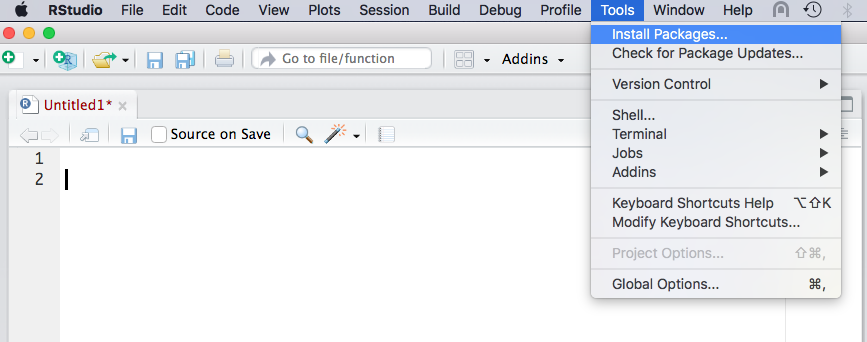 RStudio File Edit Code View Plots Session Build Debug Profile Tools Window Help
Install Packages...
Check for Package Updates...
Go to file/function Addins
Version Control
Untitled1*
Shell...
Source on Save
Terminal
Jobs
Addins
1
2
Keyboard Shortcuts Help ⌥⇧K
Modify Keyboard Shortcuts...
Project Options... ⇧⌘,
Global Options... ⌘,